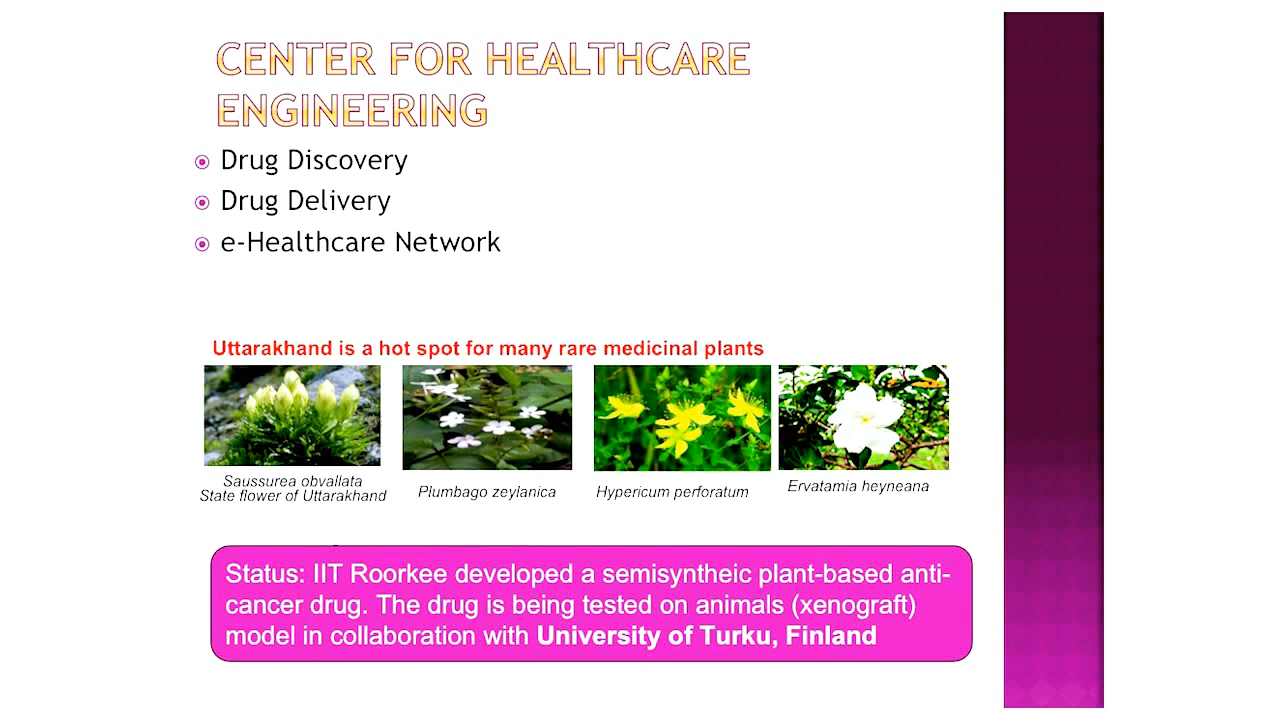 CENTER FOR HEALTHCARE
ENGINEERING
Drug Discovery
Drug Delivery
e-Healthcare Network
Uttarakhand is a hot spot for many rare medicinal plants
Saussurea obvallata
State flower of Uttarakhand
Plumbago zeylanica
Hypericum perforatum
Ervatamia heyneana
Status: IIT Roorkee developed a semisyntheic plant-based anti-
cancer drug. The drug is being tested on animals (xenograft)
model in collaboration with University of Turku, Finland